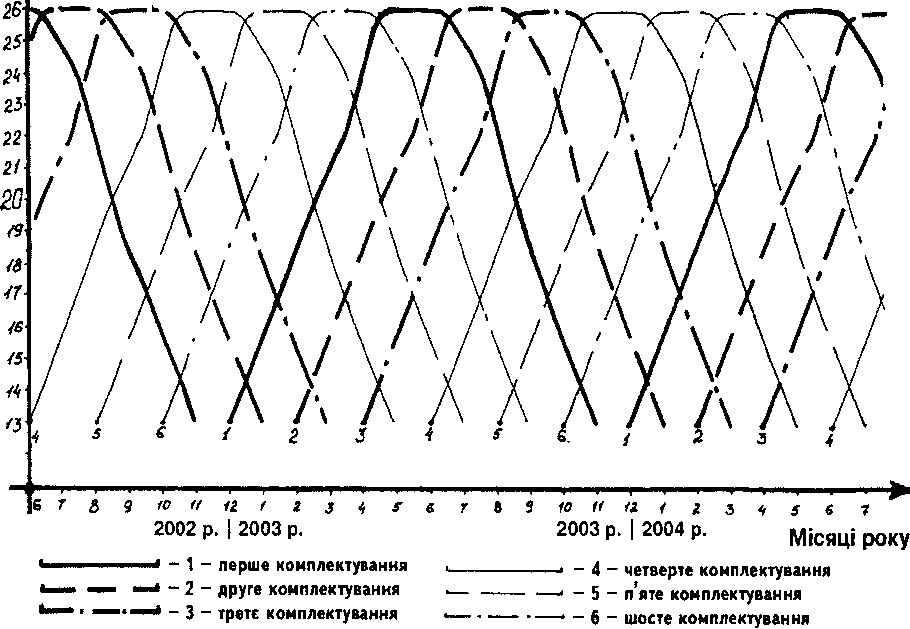 26
25
24
23
22
21
20
19
18
17
16
15
14
13
4 5 6 1 2 3 4 5 6. 1 2 3 4
6 7 8 9 10 11 12 1 2 3 4 5 6 7 8 9 10 11 12 1 2 3 4 5 6 7
2002 р. | 2003 р. 2003 р. | 2004 р.
Місяці року
– 1 – перше комплектування
– 2 – друге комплектування
– 3 – третє комплектування
– 4 – четверте комплектування
– 5 – п'яте комплектування
– 6 – шосте комплектування